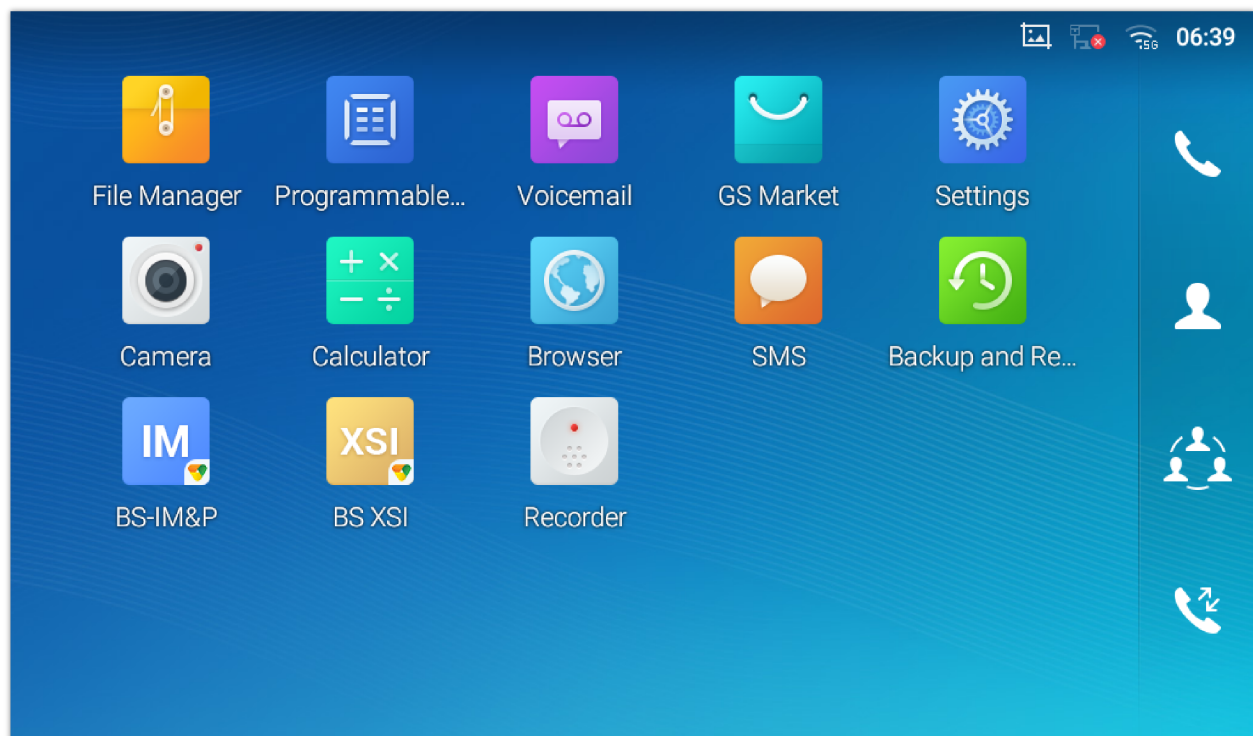 5G 06:39
File Manager Programmable... Voicemail GS Market Settings
Camera Calculator Browser SMS Backup and Re...
IM XSI
BS-IM&P BS XSI Recorder